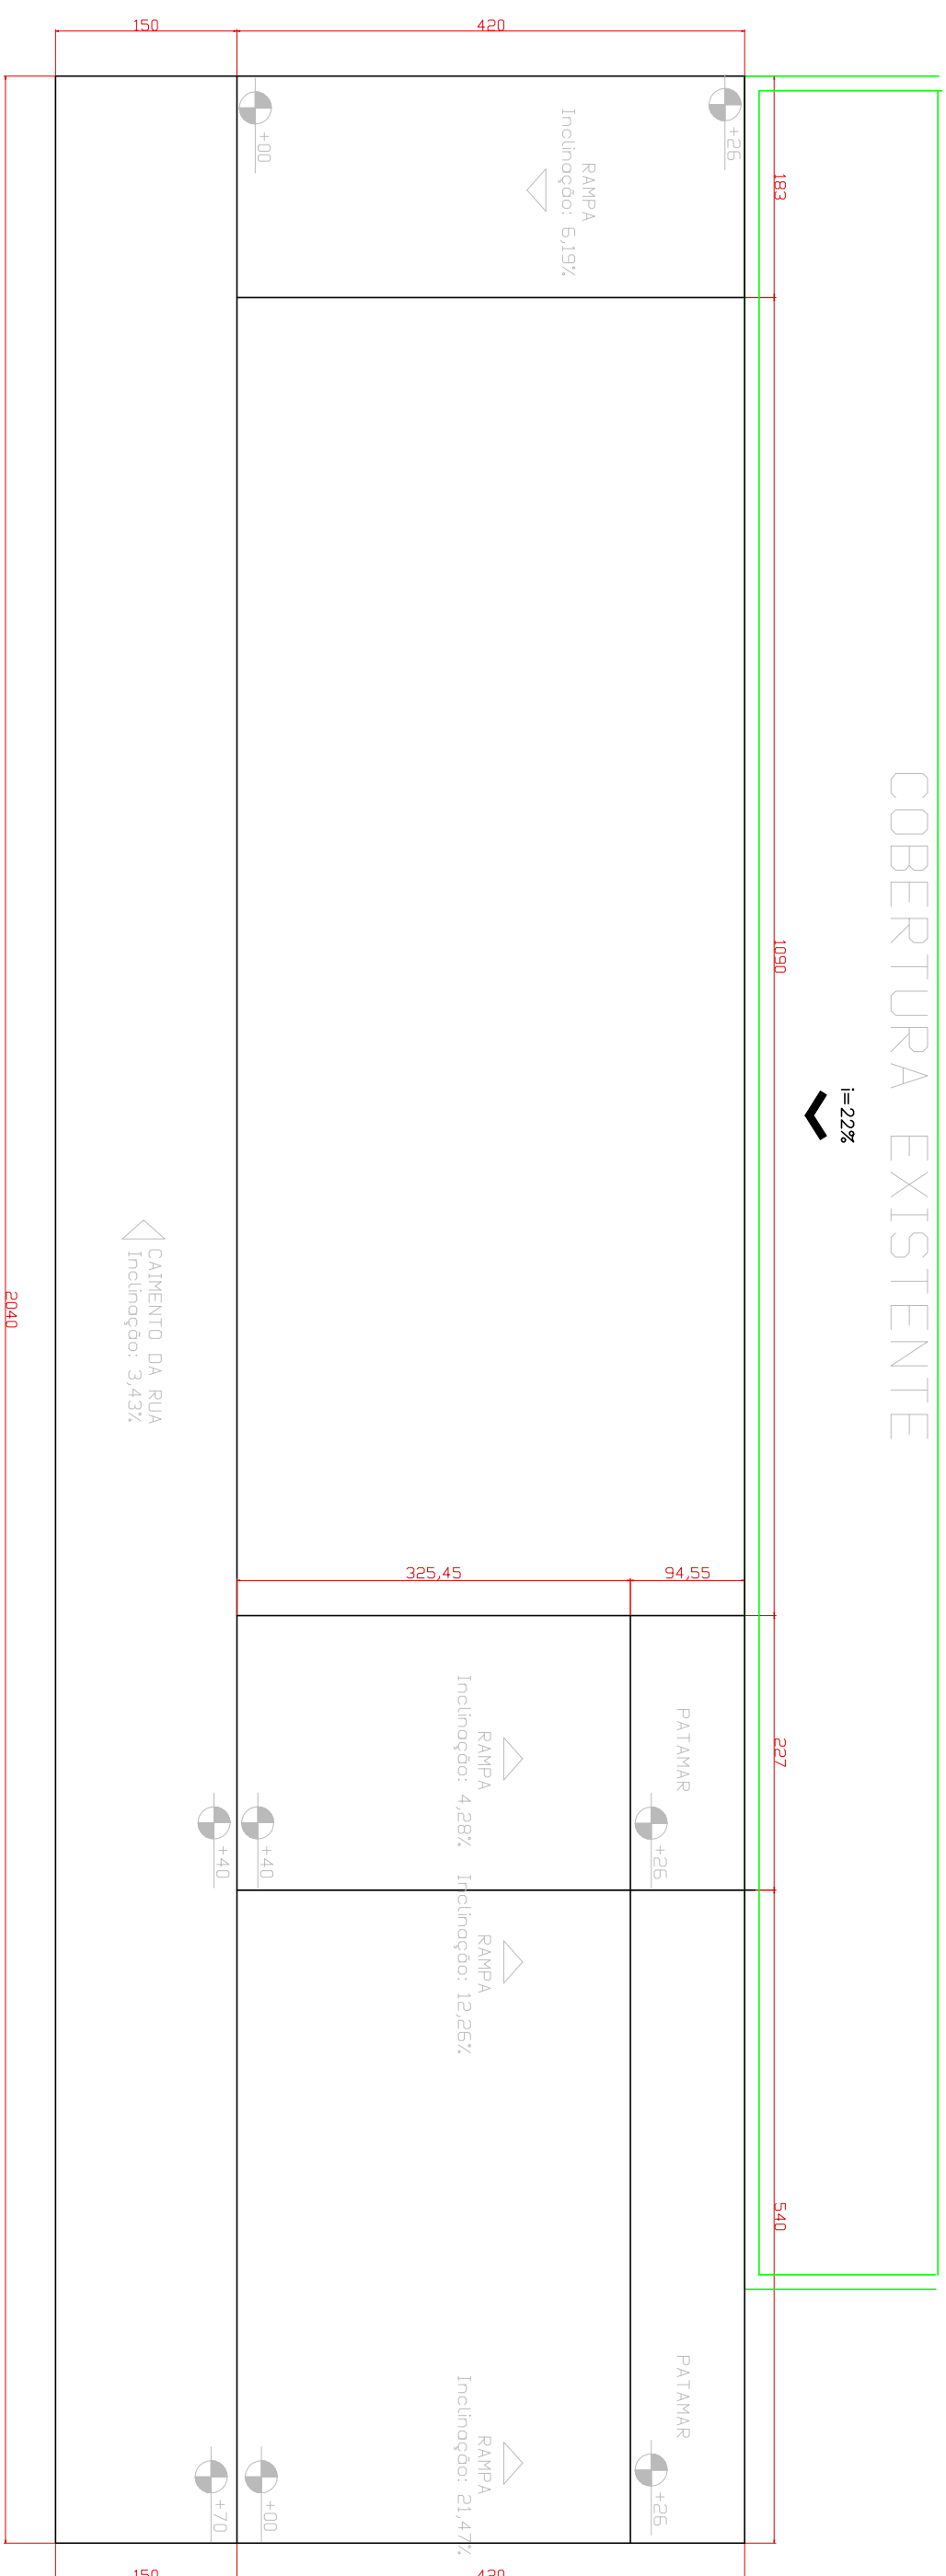 150
420
+00
+26
RAMPA
Inclinação: 6,19%
183
COBERTURA EXISTENTE
1090
i=22%
CAIMENTO DA RUA
Inclinação: 3,43%
2040
325,45
94,55
PATAMAR
RAMPA
Inclinação: 4,28%
227
+40
+40
+26
RAMPA
Inclinação: 12,26%
540
PATAMAR
RAMPA
Inclinação: 21,47%
+70
+00
+26
150
420